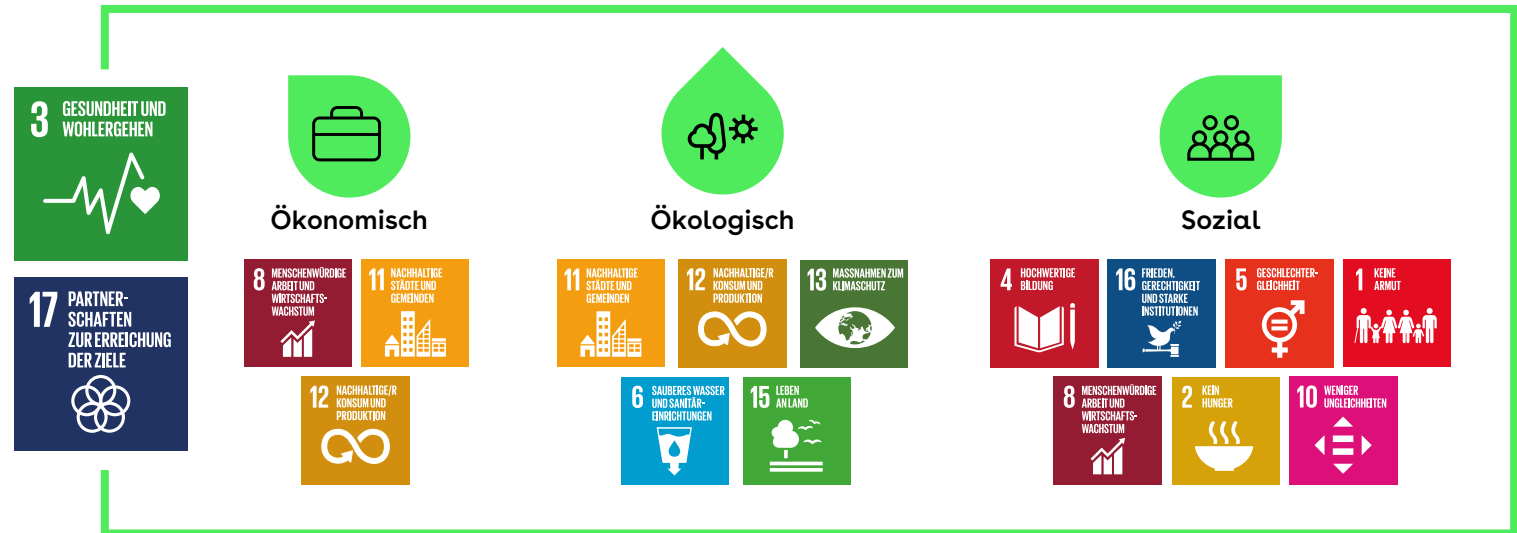 3 GESUNDHEIT UND
WOHLERGEHEN
17 PARTNER-
SCHAFTEN
ZUR ERREICHUNG
DER ZIELE
Ökonomisch
8 MENSCHENWÜRDIGE
ARBEIT UND
WIRTSCHAFTS-
WACHSTUM
11 NACHHALTIGE
STÄDTE UND
GEMEINDEN
12 NACHHALTIGE/R
KONSUM UND
PRODUKTION
Ökologisch
11 NACHHALTIGE
STÄDTE UND
GEMEINDEN
12 NACHHALTIGE/R
KONSUM UND
PRODUKTION
13 MASSNAHMEN ZUM
KLIMASCHUTZ
6 SAUBERES WASSER
UND SANITÄR-
EINRICHTUNGEN
15 LEBEN
AN LAND
Sozial
4 HOCHWERTIGE
BILDUNG
16 FRIEDEN,
GERECHTIGKEIT
UND STARKE
INSTITUTIONEN
5 GESCHLECHTER-
GLEICHHEIT
1 KEINE
ARMUT
8 MENSCHENWÜRDIGE
ARBEIT UND
WIRTSCHAFTS-
WACHSTUM
2 KEIN
HUNGER
10 WENIGER
UNGLEICHHEITEN